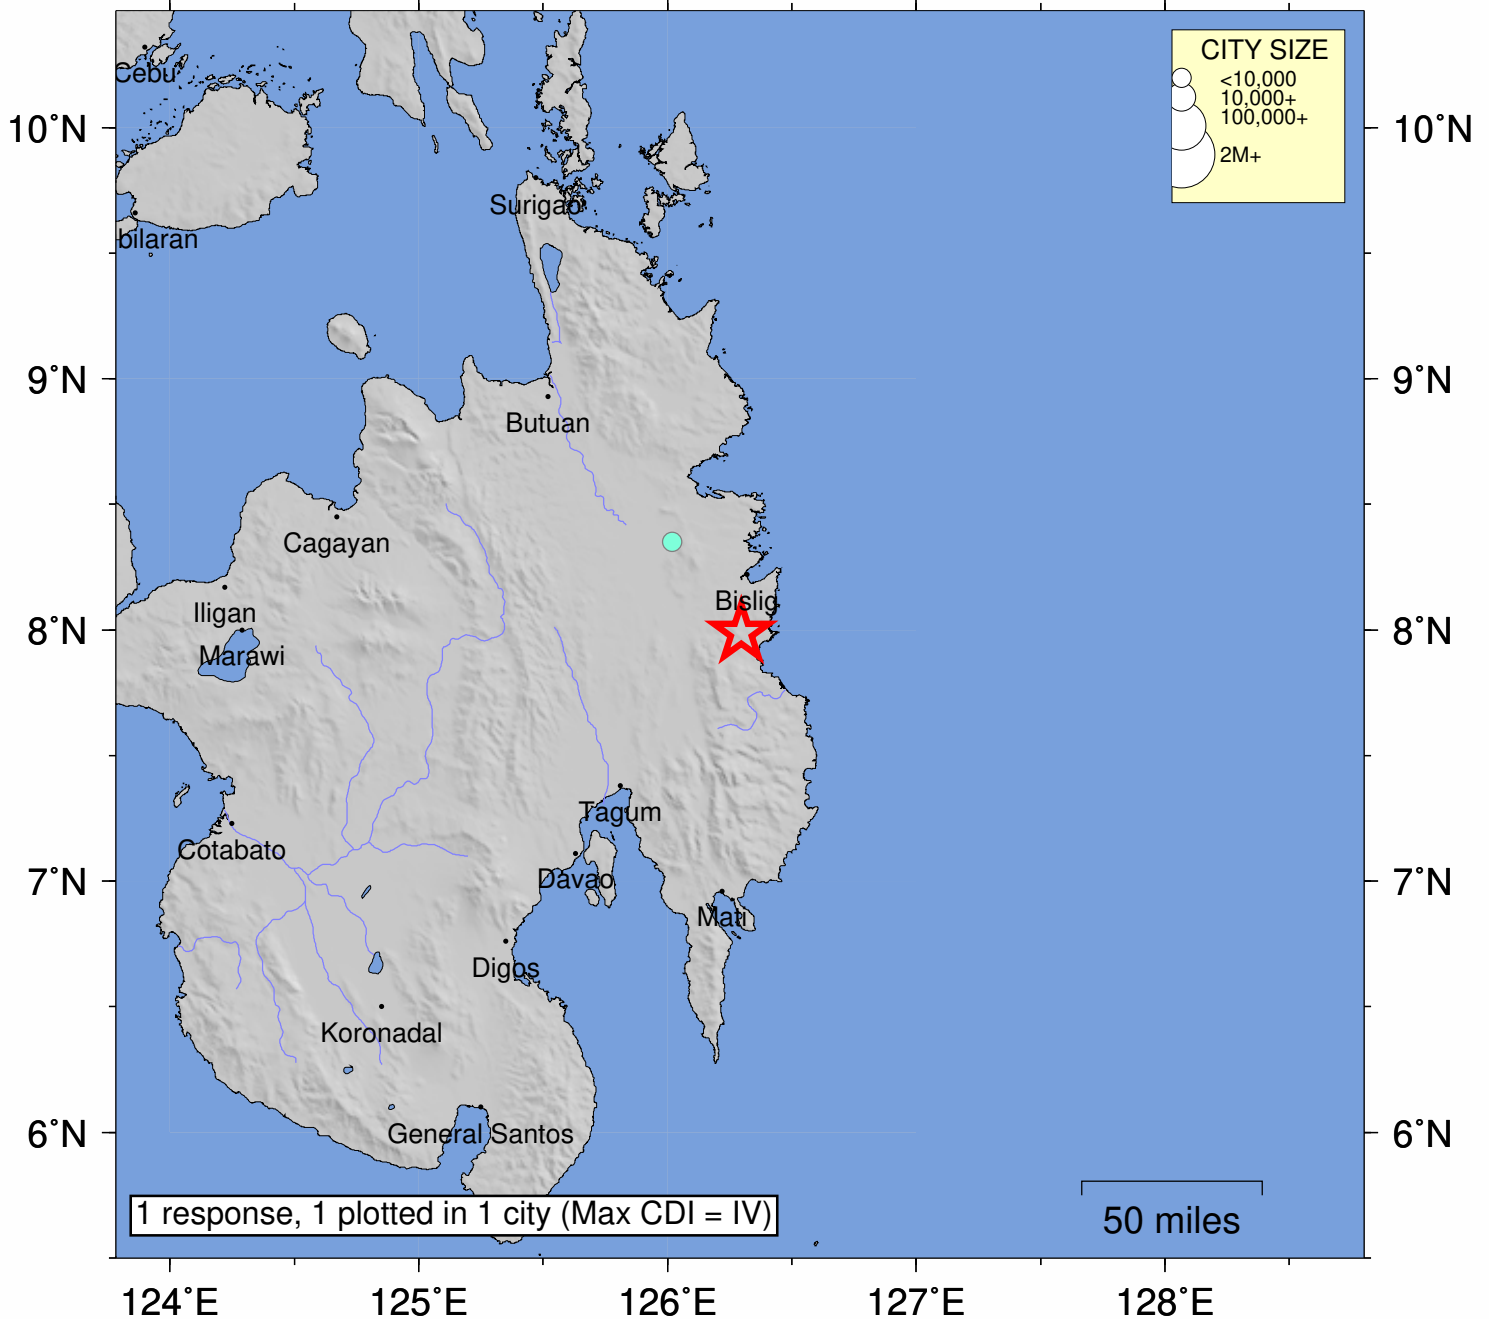 CITY SIZE
<10,000
10,000+
100,000+
2M+
Cebu
10°N
10°N
Surigao
bilaran
9°N
9°N
Butuan
Cagayan
Bislig
Iligan
8°N
8°N
Marawi
Tagum
Cotabato
Davao
7°N
7°N
Mati
Digos
Koronadal
6°N
General Santos
6°N
1 response, 1 plotted in 1 city (Max CDI = IV)
50 miles
124°E
125°E
126°E
127°E
128°E